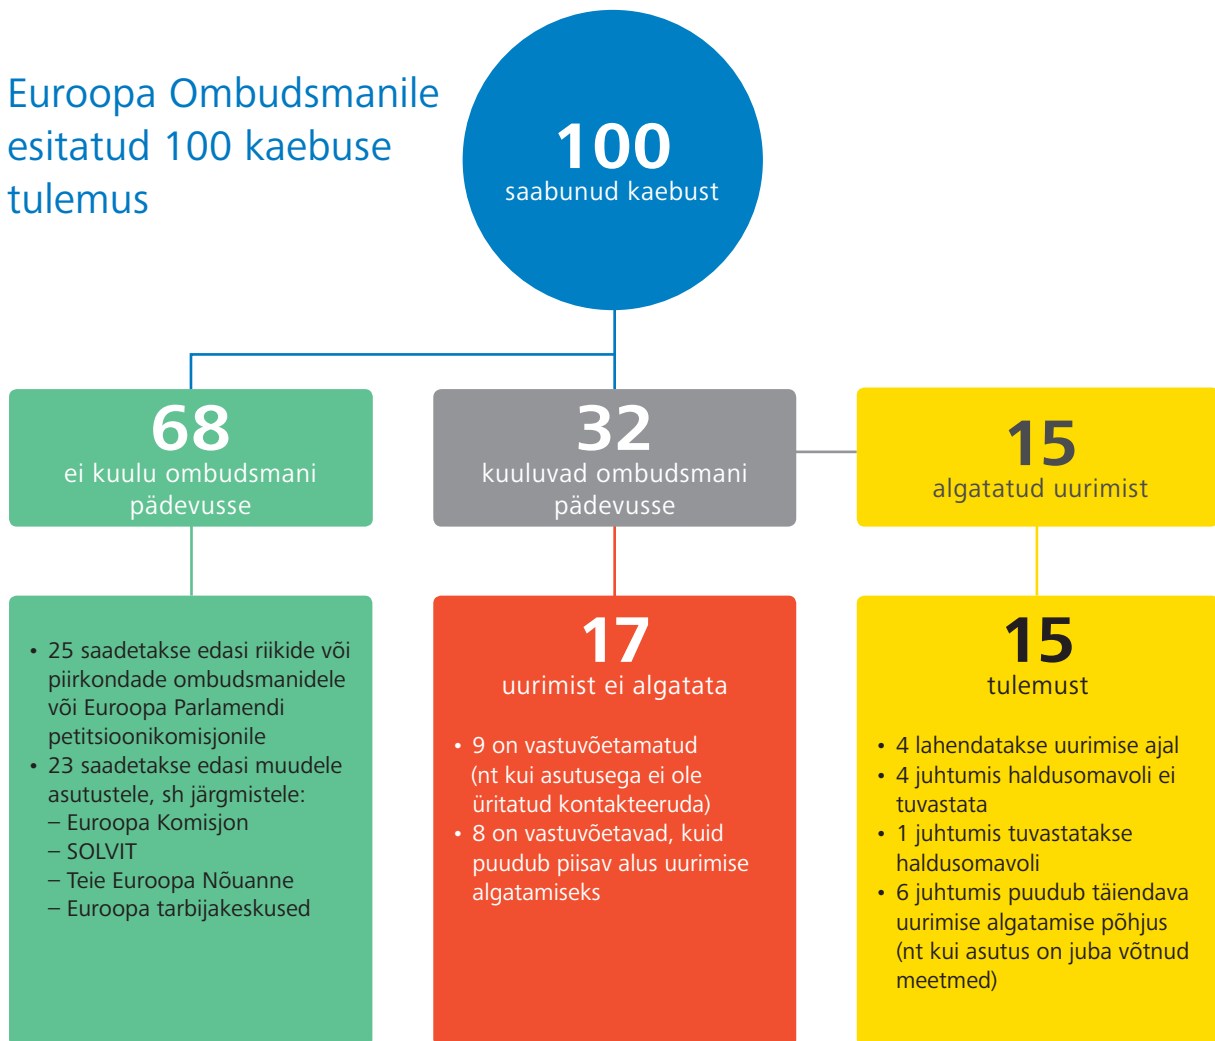 Euroopa Ombudsmanile
esitatud 100 kaebuse
tulemus
100
saabunud kaebust
68
ei kuulu ombudsmani
pädevusse
32
kuuluvad ombudsmani
pädevusse
15
algatatud uurimist
• 25 saadetakse edasi riikide või
piirkondade ombudsmanidele
või Euroopa Parlamendi
petitsioonikomisjonile
• 23 saadetakse edasi muudele
asutustele, sh järgmistele:
– Euroopa Komisjon
– SOLVIT
– Teie Euroopa Nõuanne
– Euroopa tarbijakeskused
17
uurimist ei algatata
• 9 on vastuvõetamatud
(nt kui asutusega ei ole
üritatud kontakteeruda)
• 8 on vastuvõetavad, kuid
puudub piisav alus uurimise
algatamiseks
15
tulemust
• 4 lahendatakse uurimise ajal
• 4 juhtumis haldusomavoli ei
tuvastata
• 1 juhtumis tuvastatakse
haldusomavoli
• 6 juhtumis puudub täiendava
uurimise algatamise põhjus
(nt kui asutus on juba võtnud
meetmed)